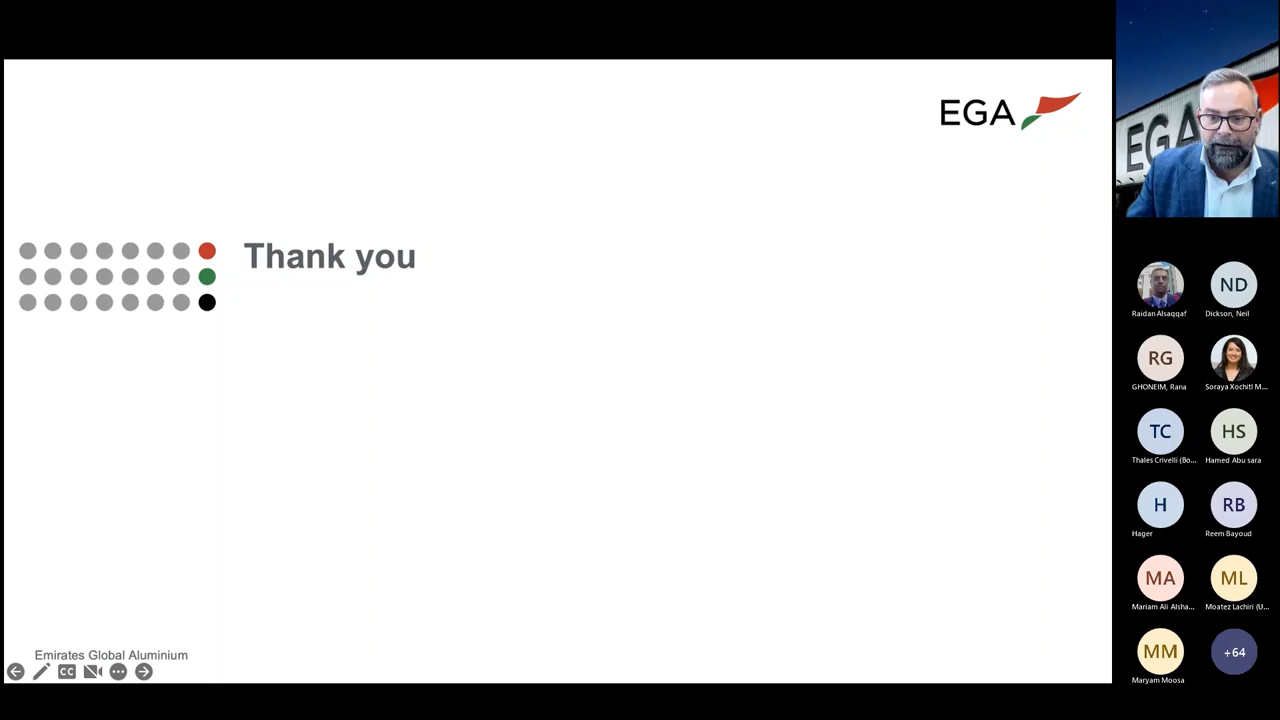 EGA
Thank you
Emirates Global Aluminium
CC
EGA
Raidan Alsaqqaf
ND
Dickson, Neil
RG
GHONEIM, Rana
Soraya Xochitl M...
TC
Thales Crivelli (Bo...
HS
Hamed Abu sara
H
Hager
RB
Reem Bayoud
MA
Mariam Ali Alsha...
ML
Moatez Lachiri (U...
MM
Maryam Moosa
+64